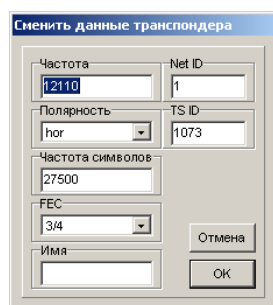 Сменить данные транспондера
Частота
12110
Net ID
1
Полярность
hor
TS ID
1073
Частота символов
27500
FEC
3/4
Отмена
Имя
OK